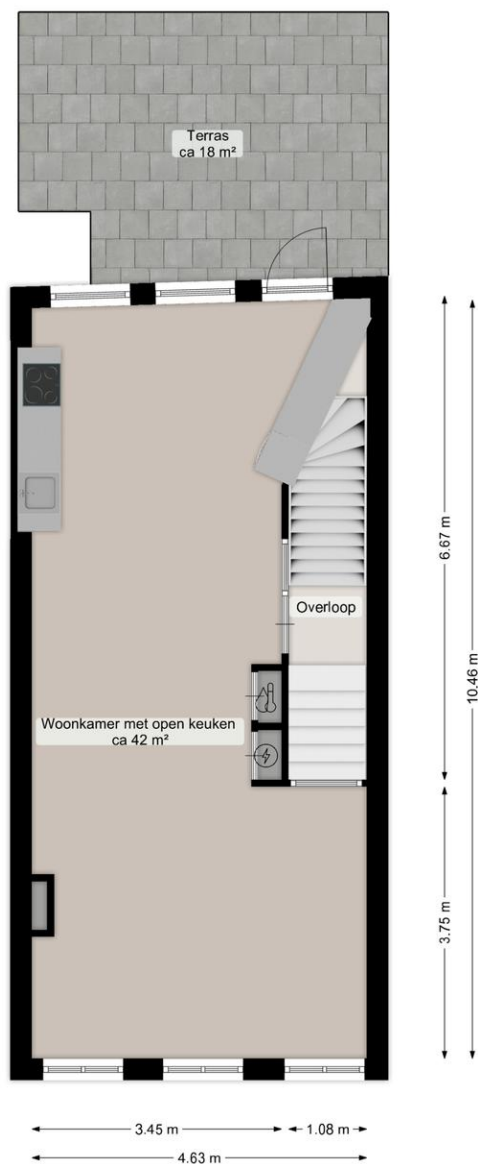 Terras
ca 18 m²
Overloop
Woonkamer met open keuken
ca 42 m²
6.67 m
10.46 m
3.75 m
3.45 m
1.08 m
4.63 m